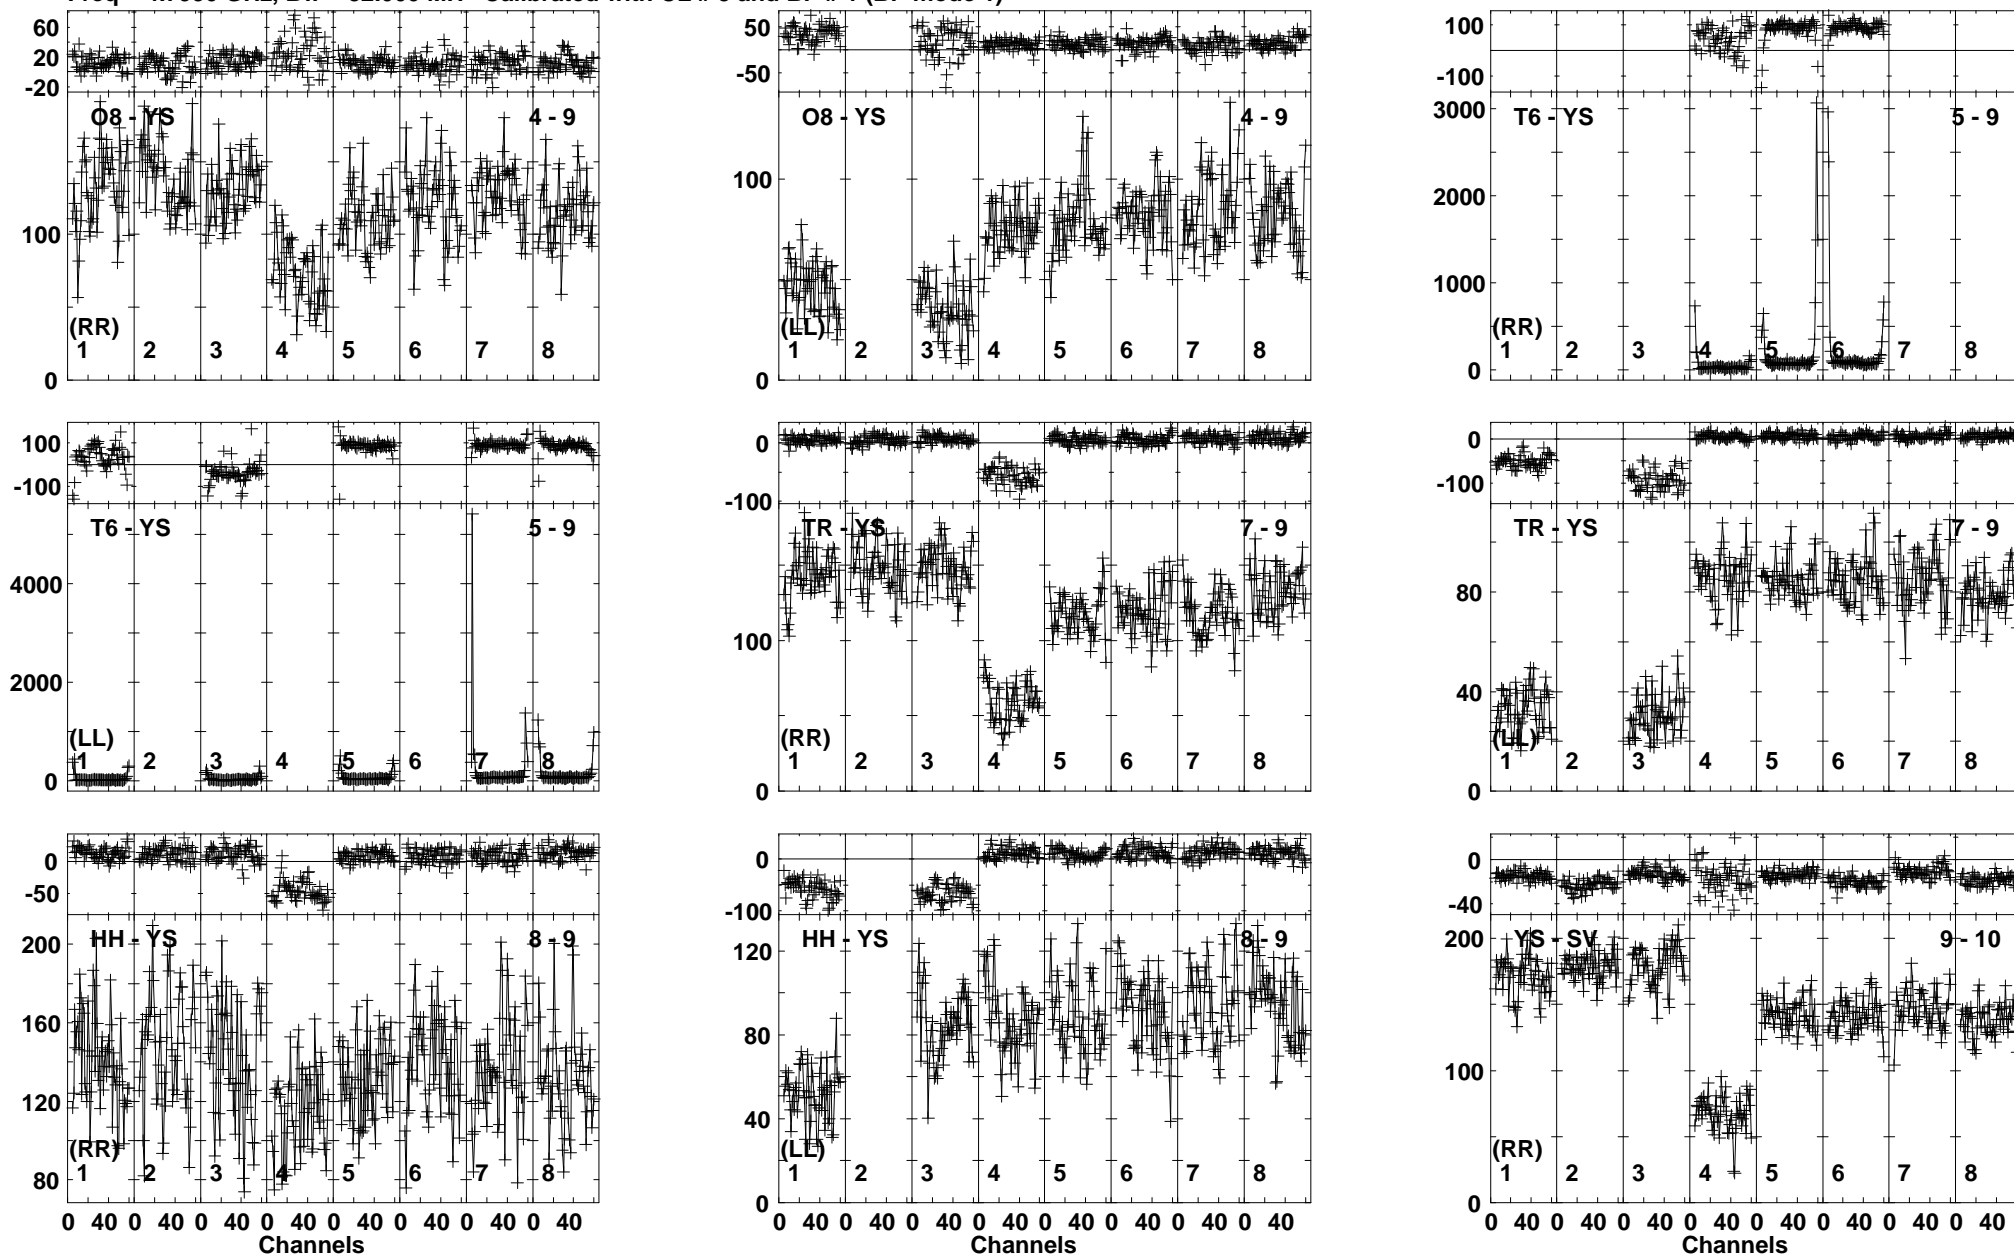 60 20 -20
O8 - YS 4 - 9
100
(RR)
1 2 3 4 5 6 7 8
0
50 -50
O8 - YS 4 - 9
100
(LL)
1 2 3 4 5 6 7 8
0
100 -100
3000
T6 - YS 5 - 9
2000
1000
(RR)
1 2 3 4 5 6 7 8
0
100 -100
T6 - YS 5 - 9
4000
2000
(LL)
1 2 3 4 5 6 7 8
0
0 -100
TR - YS 7 - 9
100
(RR)
1 2 3 4 5 6 7 8
0
0 -100
TR - YS 7 - 9
80
40
(LL)
1 2 3 4 5 6 7 8
0
0 -50
200 HH - YS 8 - 9
160
120
(RR)
80 1 2 3 4 5 6 7 8
0 40 0 40 0 40 0 40 0 40 0 40 0 40 0 40
Channels
0 -100
HH - YS 8 - 9
120
80
40
(LL)
1 2 3 4 5 6 7 8
0
0 40 0 40 0 40 0 40 0 40 0 40 0 40 0 40
Channels
0 -40
200 YS - SV 9 - 10
100
(RR)
1 2 3 4 5 6 7 8
0
0 40 0 40 0 40 0 40 0 40 0 40 0 40 0 40
Channels